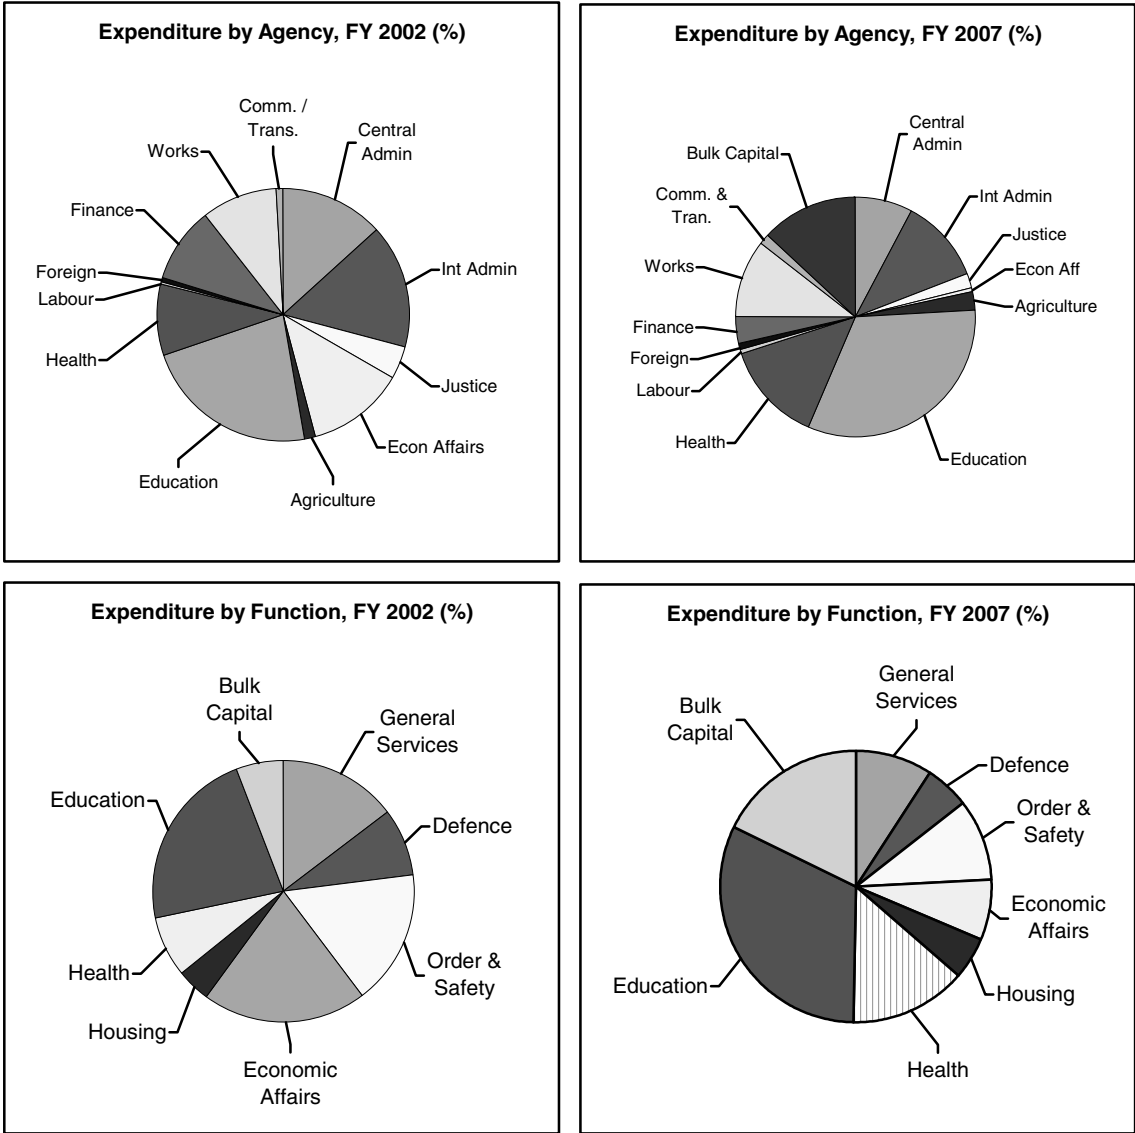 Expenditure by Agency, FY 2002 (%)
Comm. /
Trans.
Central
Admin
Works
Finance
Int Admin
Foreign
Labour
Health
Justice
Econ Affairs
Education
Agriculture
Expenditure by Agency, FY 2007 (%)
Central
Admin
Bulk Capital
Comm. &
Tran.
Int Admin
Justice
Works
Econ Aff
Agriculture
Finance
Foreign
Labour
Health
Education
Expenditure by Function, FY 2002 (%)
Bulk
Capital
General
Services
Education
Defence
Health
Order &
Safety
Housing
Economic
Affairs
Expenditure by Function, FY 2007 (%)
General
Services
Bulk
Capital
Defence
Order &
Safety
Economic
Affairs
Education
Housing
Health